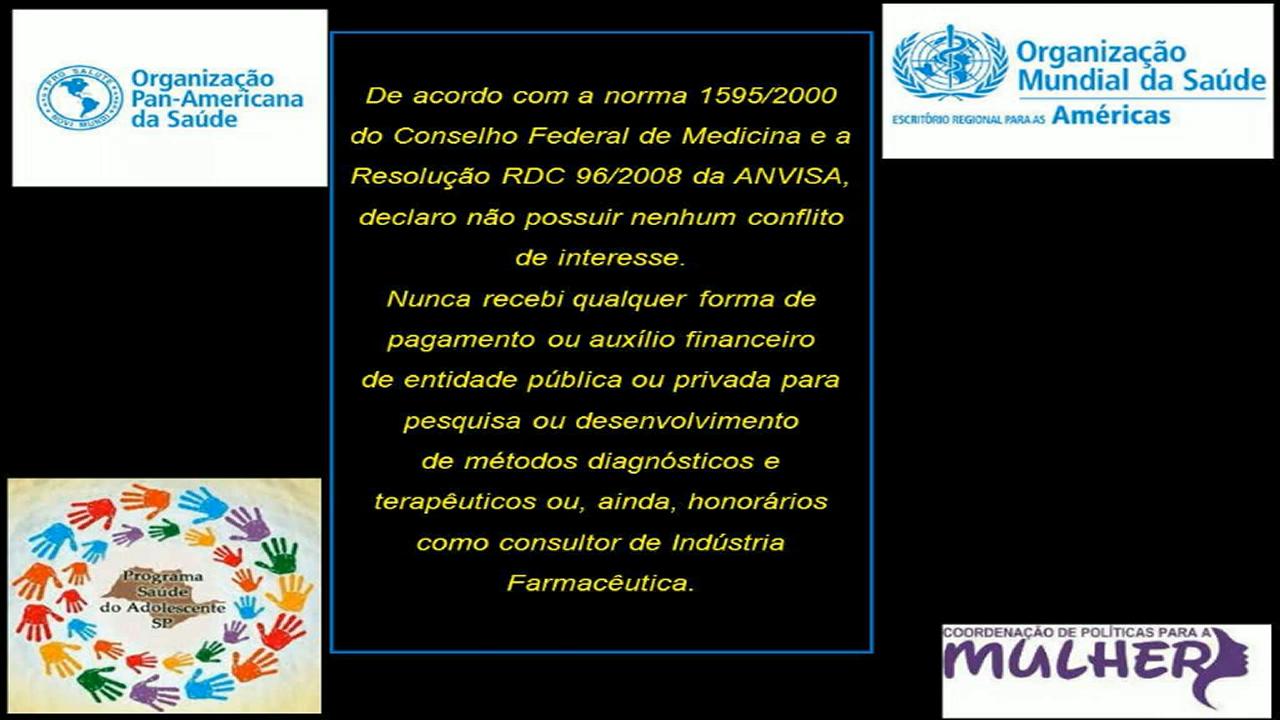 PRO SALUTE
NOVI MUNDI
Organização
Pan-Americana
da Saúde
De acordo com a norma 1595/2000
do Conselho Federal de Medicina e a
Resolução RDC 96/2008 da ANVISA,
declaro não possuir nenhum conflito
de interesse.
Nunca recebi qualquer forma de
pagamento ou auxílio financeiro
de entidade pública ou privada para
pesquisa ou desenvolvimento
de métodos diagnósticos e
terapêuticos ou, ainda, honorários
como consultor de Indústria
Farmacêutica.
Organização
Mundial da Saúde
ESCRITÓRIO REGIONAL PARA AS Américas
Programa
Saúde
do Adolescente
SP
COORDENAÇÃO DE POLÍTICAS PARA A
MULHER